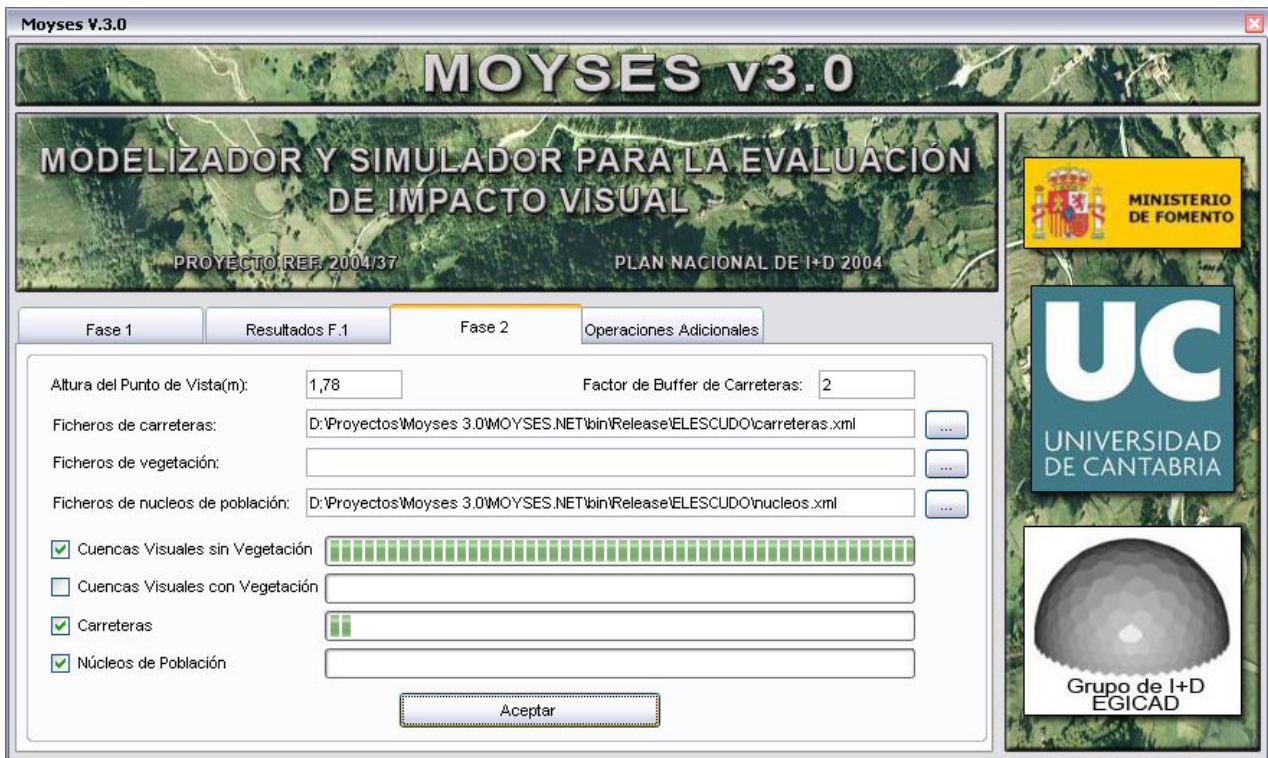 Moyses V.3.0
MOYSES v3.0
MODELIZADOR Y SIMULADOR PARA LA EVALUACIÓN
DE IMPACTO VISUAL
PROYECTO REF. 2004/37 PLAN NACIONAL DE I+D 2004
MINISTERIO
DE FOMENTO
UC
UNIVERSIDAD
DE CANTABRIA
Grupo de I+D
EGICAD
Fase 1 Resultados F.1 Fase 2 Operaciones Adicionales
Altura del Punto de Vista(m): 1,78 Factor de Buffer de Carreteras: 2
Ficheros de carreteras: D:\Proyectos\Moyses 3.0\MOYSES.NET\bin\Release\ELESCUDO\carreteras.xml ...
Ficheros de vegetación: ...
Ficheros de nucleos de población: D:\Proyectos\Moyses 3.0\MOYSES.NET\bin\Release\ELESCUDO\nucleos.xml ...
Cuencas Visuales sin Vegetación
Cuencas Visuales con Vegetación
Carreteras
Núcleos de Población
Aceptar